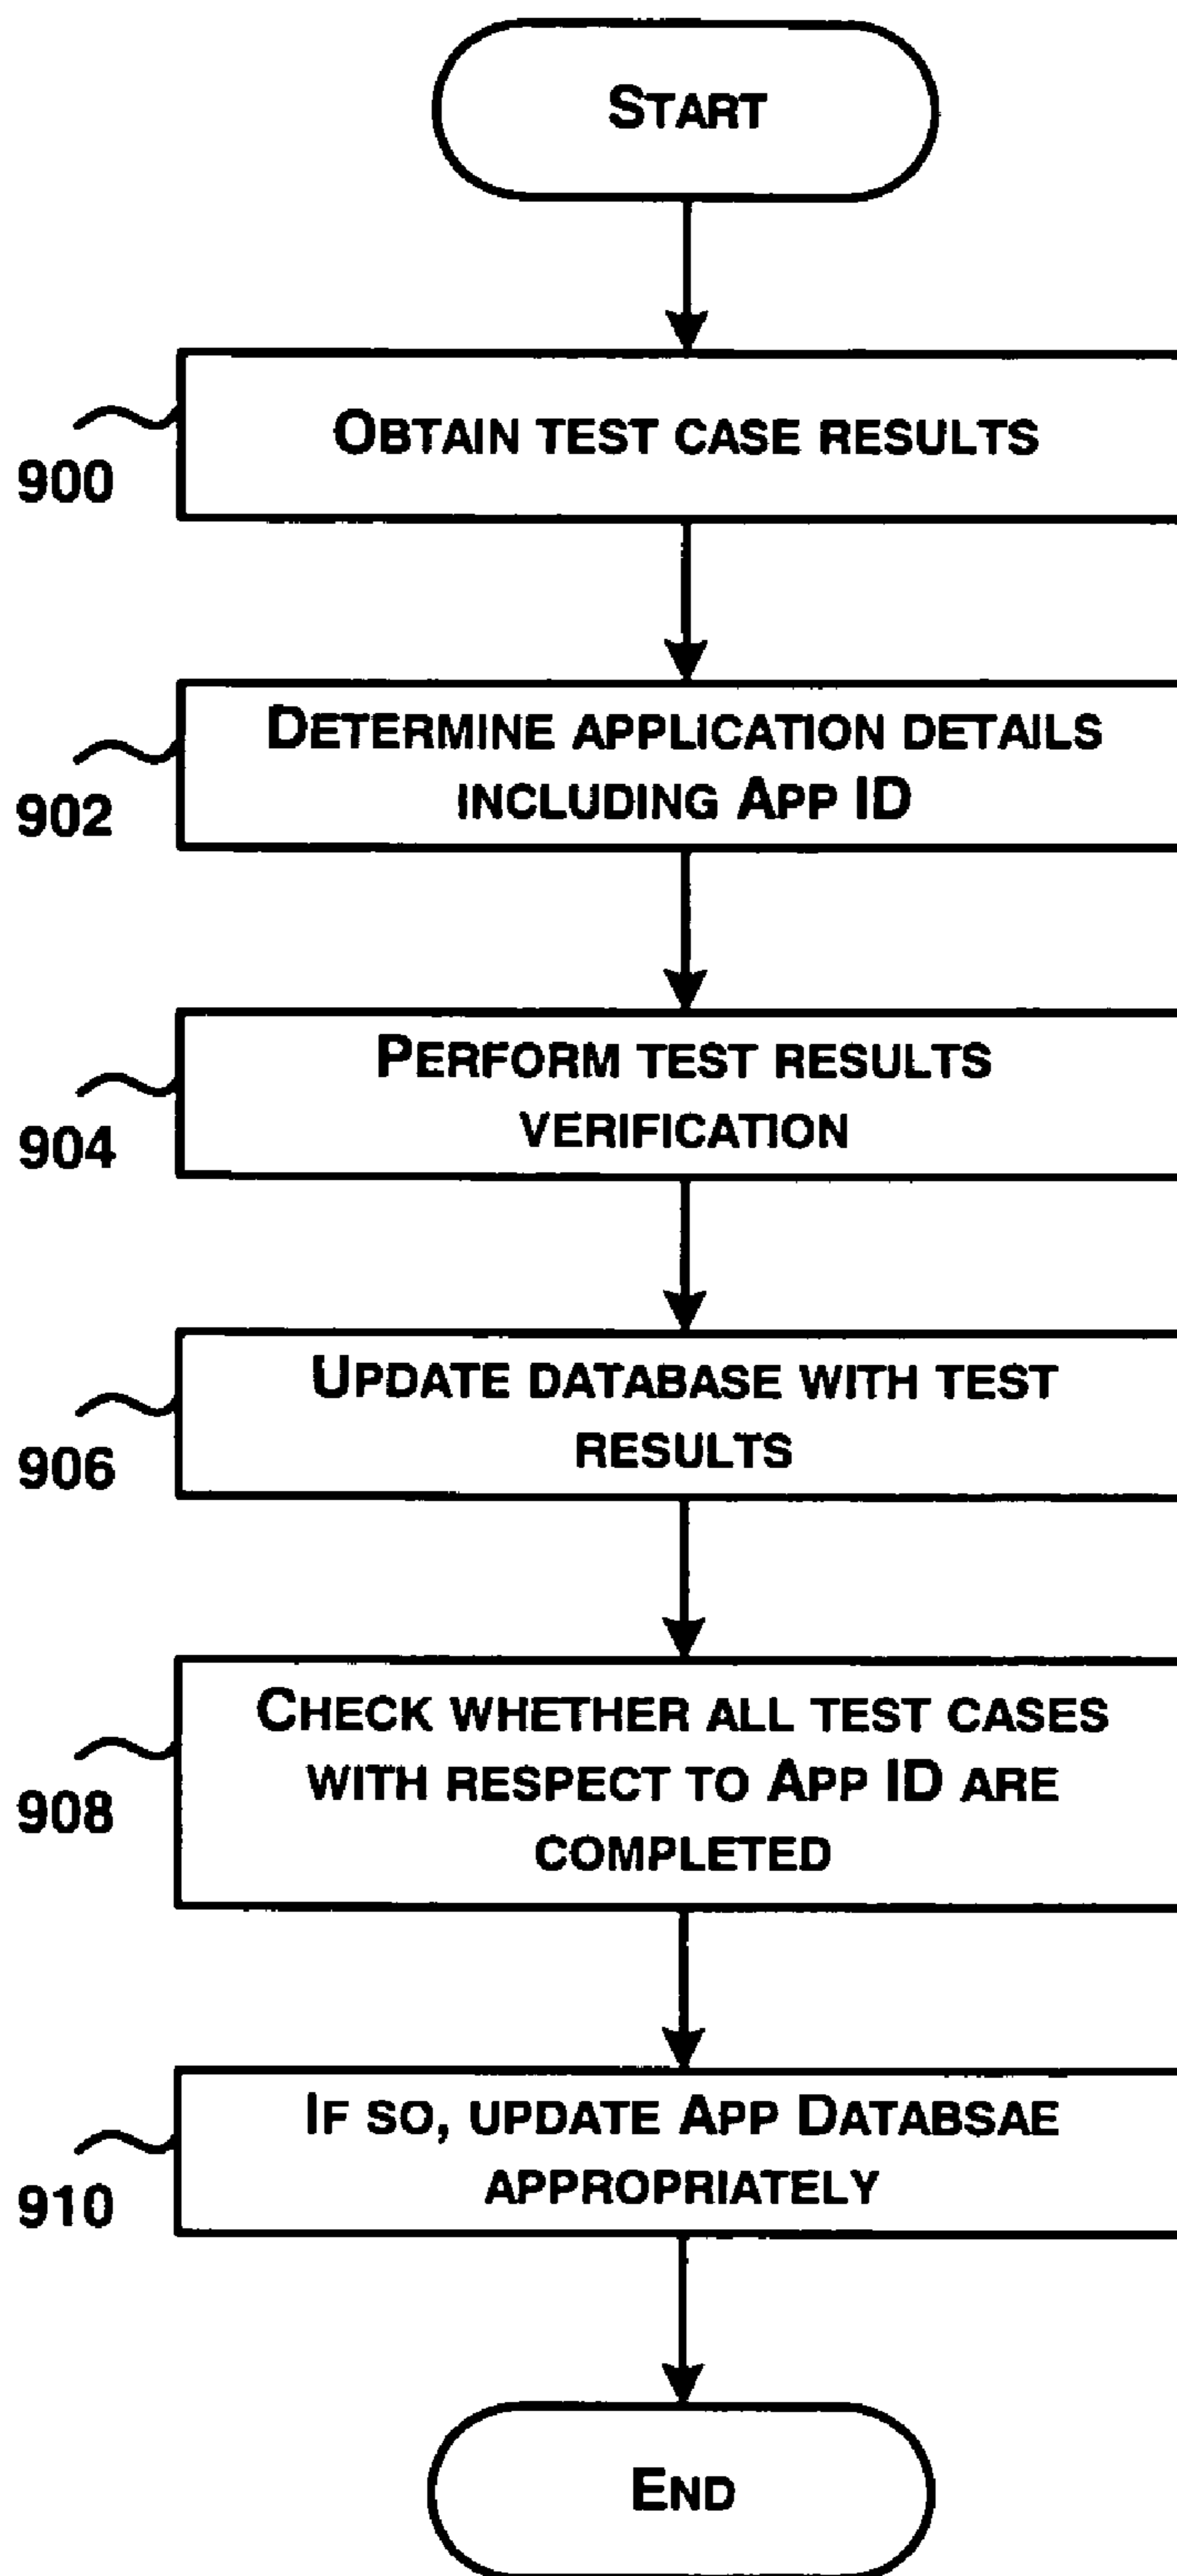 START
OBTAIN TEST CASE RESULTS
900
DETERMINE APPLICATION DETAILS
INCLUDING APP ID
902
PERFORM TEST RESULTS
VERIFICATION
904
UPDATE DATABASE WITH TEST
RESULTS
906
CHECK WHETHER ALL TEST CASES
WITH RESPECT TO APP ID ARE
COMPLETED
908
IF SO, UPDATE APP DATABSAE
APPROPRIATELY
910
END